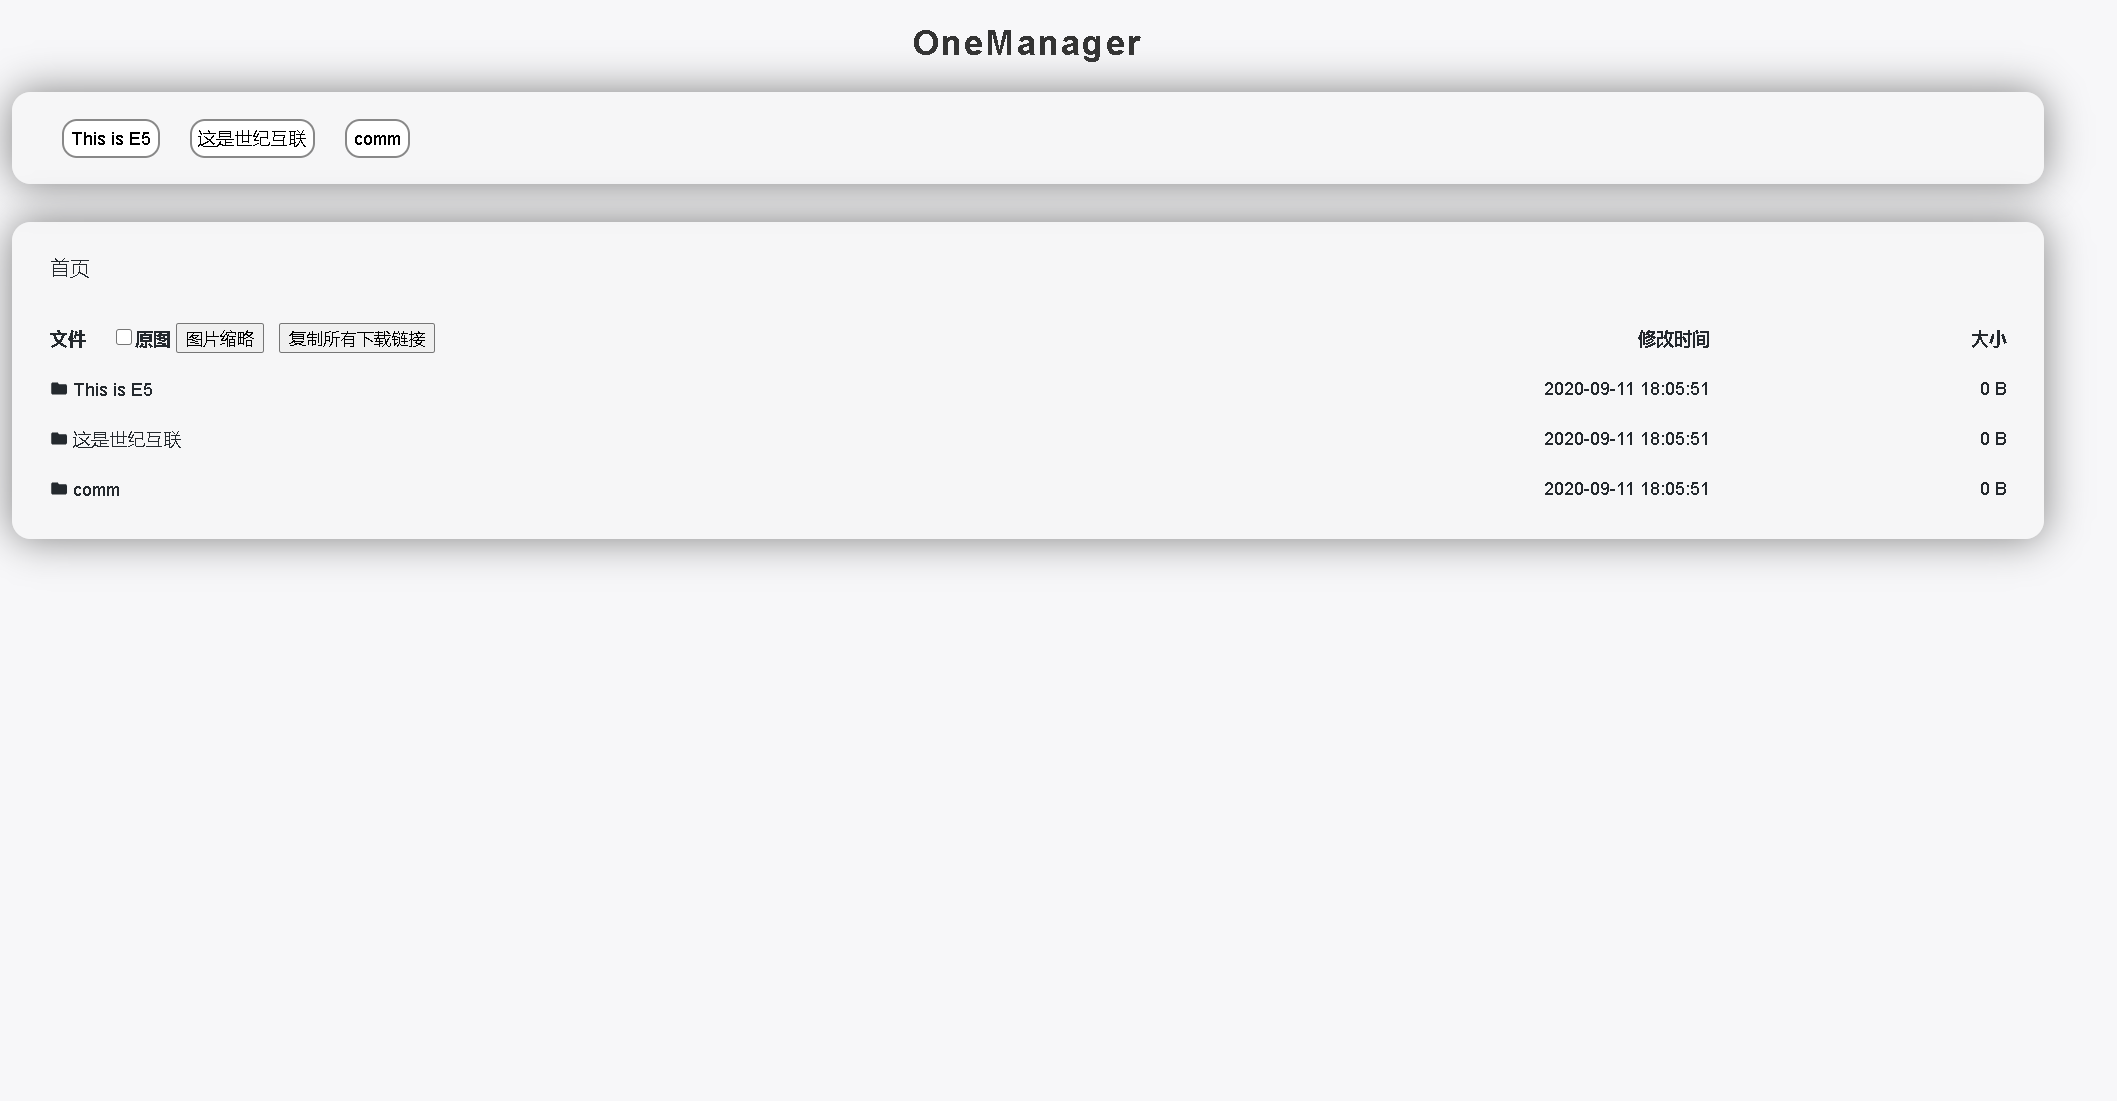 OneManager
This is E5 这是世纪互联 comm
首页
文件 原图 图片缩略 复制所有下载链接 修改时间 大小
This is E5 2020-09-11 18:05:51 0 B
这是世纪互联 2020-09-11 18:05:51 0 B
comm 2020-09-11 18:05:51 0 B